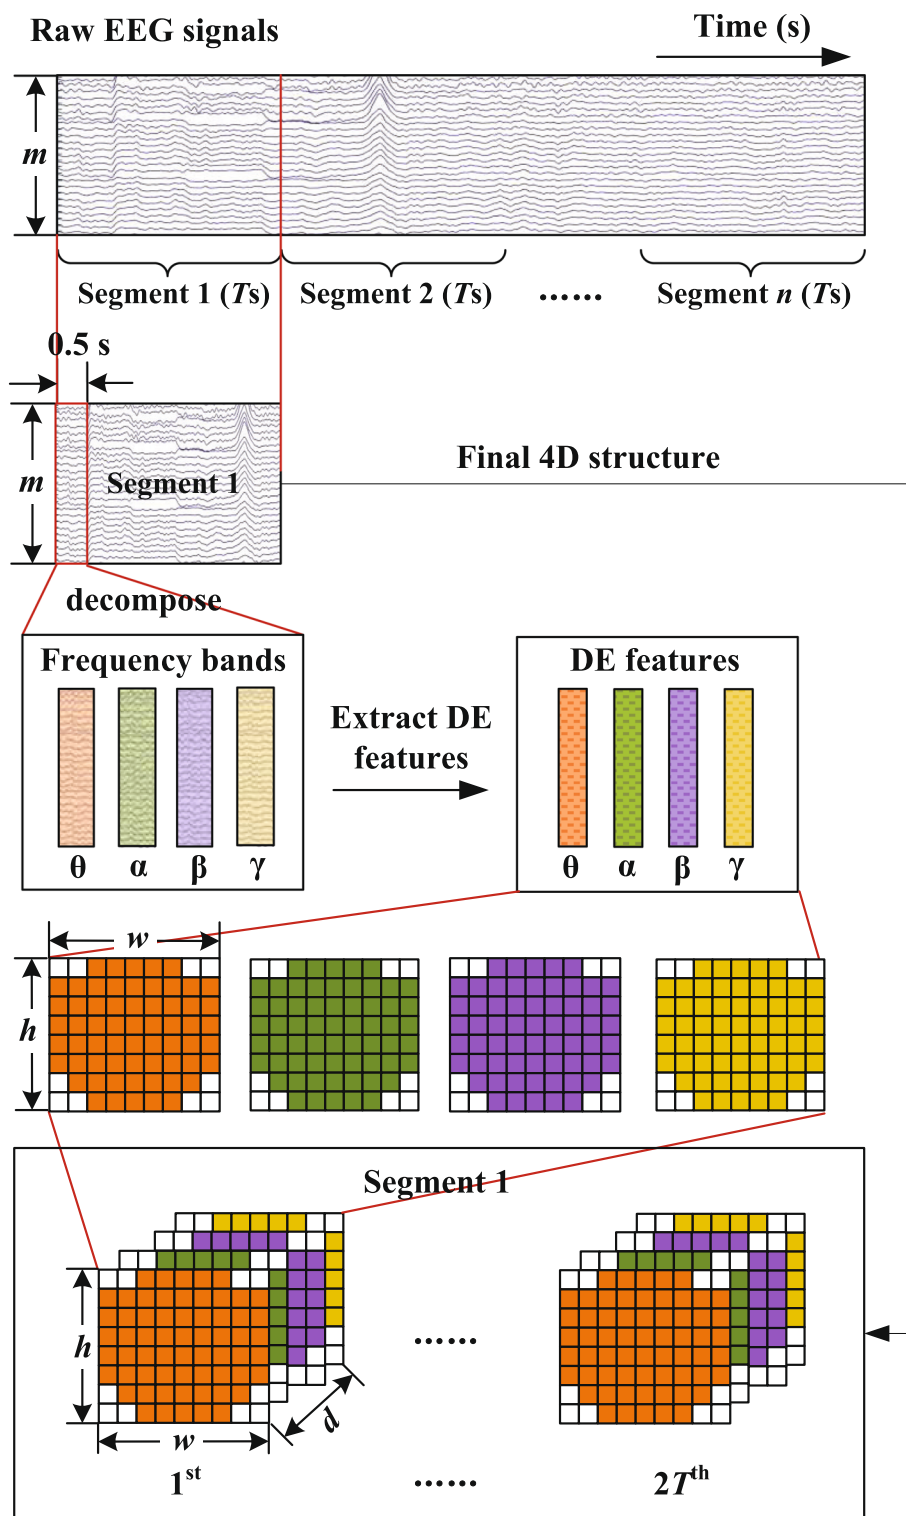 Raw EEG signals
Time (s)
m
Segment 1 (Ts)
Segment 2 (Ts)
......
Segment n (Ts)
0.5 s
m
Segment 1
Final 4D structure
decompose
Frequency bands
θ α β γ
Extract DE
features
DE features
θ α β γ
w
h
Segment 1
h
......
d
w
1st
......
2Tth